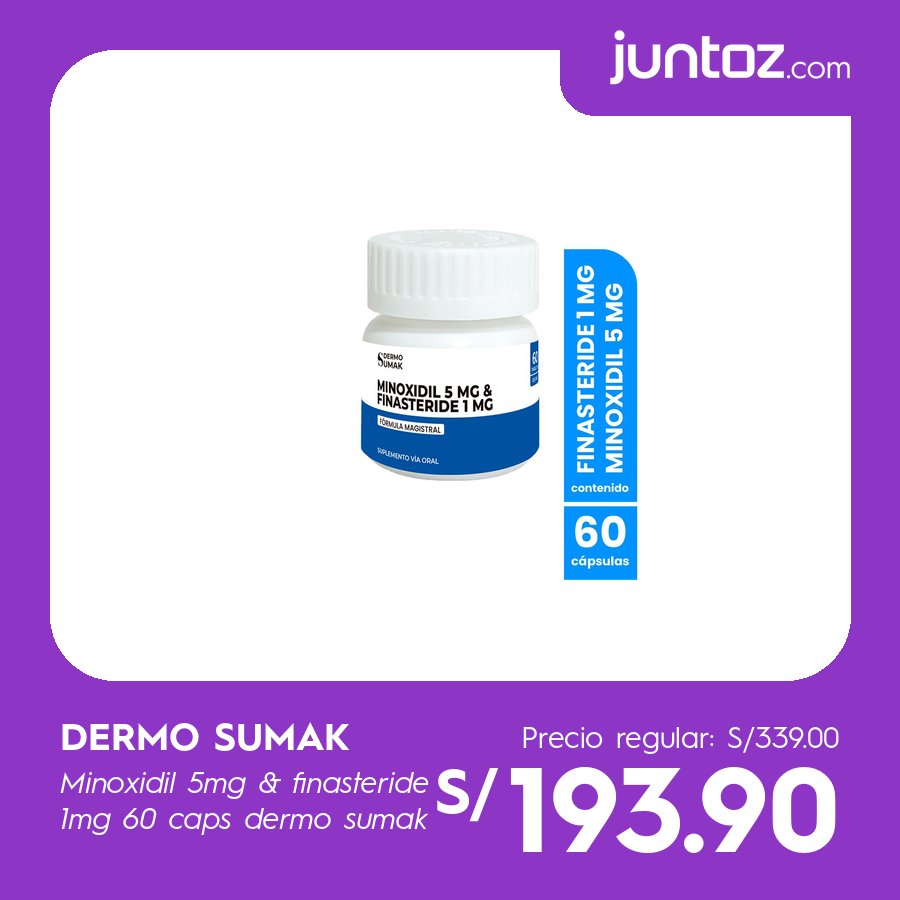 juntoz.com
DERMO
SUMAK
60
MINOXIDIL 5 MG &
FINASTERIDE 1 MG
FÓRMULA MAGISTRAL
SUPLEMENTO VÍA ORAL
FINASTERIDE 1 MG
MINOXIDIL 5 MG
contenido
60
cápsulas
DERMO SUMAK
Minoxidil 5mg & finasteride
1mg 60 caps dermo sumak
Precio regular: S/339.00
S/193.90